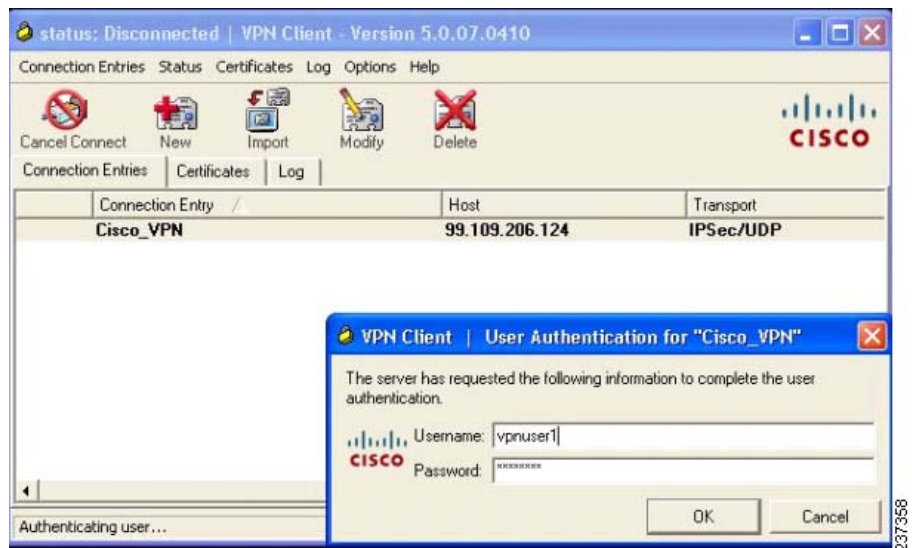 status: Disconnected | VPN Client - Version 5.0.07.0410
Connection Entries Status Certificates Log Options Help
Cancel Connect New Import Modify Delete
CISCO
Connection Entries Certificates Log
Connection Entry Host Transport
Cisco_VPN 99.109.206.124 IPSec/UDP
VPN Client | User Authentication for "Cisco_VPN"
The server has requested the following information to complete the user
authentication.
CISCO
Username: vpnuser1
Password: ********
OK Cancel
Authenticating user...
237358